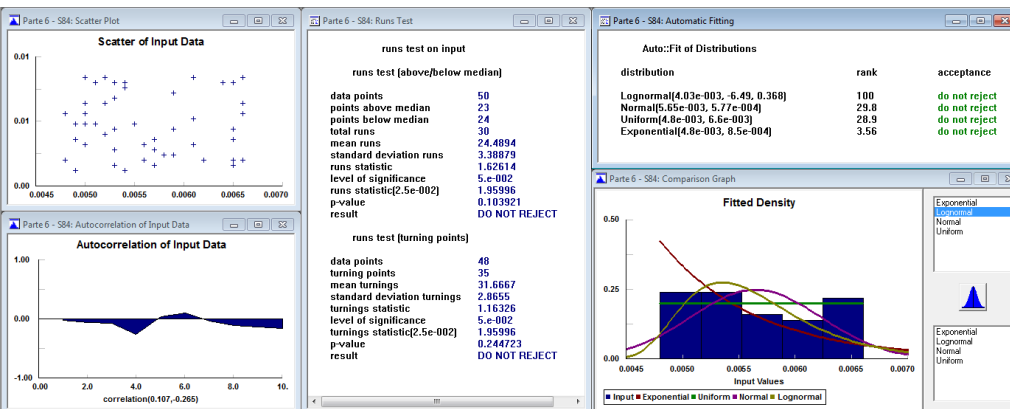 Parte 6 - S84: Scatter Plot
Scatter of Input Data
0.01
0.01
0.00
0.0045 0.0050 0.0055 0.0060 0.0065 0.0070
Parte 6 - S84: Autocorrelation of Input Data
Autocorrelation of Input Data
1.00
0.00
-1.00
0.00 2.0 4.0 6.0 8.0 10.
correlation(0.107,-0.265)
Parte 6 - S84: Runs Test
runs test on input
runs test (above/below median)
data points 50
points above median 23
points below median 24
total runs 30
mean runs 24.4894
standard deviation runs 3.38879
runs statistic 1.62614
level of significance 5.e-002
runs statistic(2.5e-002) 1.95996
p-value 0.103921
result DO NOT REJECT
runs test (turning points)
data points 48
turning points 35
mean turnings 31.6667
standard deviation turnings 2.8655
turnings statistic 1.16326
level of significance 5.e-002
turnings statistic(2.5e-002) 1.95996
p-value 0.244723
result DO NOT REJECT
Parte 6 - S84: Automatic Fitting
Auto::Fit of Distributions
distribution rank acceptance
Lognormal(4.03e-003, -6.49, 0.368) 100 do not reject
Normal(5.65e-003, 5.77e-004) 29.8 do not reject
Uniform(4.8e-003, 6.6e-003) 28.9 do not reject
Exponential(4.8e-003, 8.5e-004) 3.56 do not reject
Parte 6 - S84: Comparison Graph
Fitted Density
0.50
0.25
0.00
0.0045 0.0050 0.0055 0.0060 0.0065 0.0070
Input Values
Input Exponential Uniform Normal Lognormal
Exponential
Lognormal
Normal
Uniform
Exponential
Lognormal
Normal
Uniform